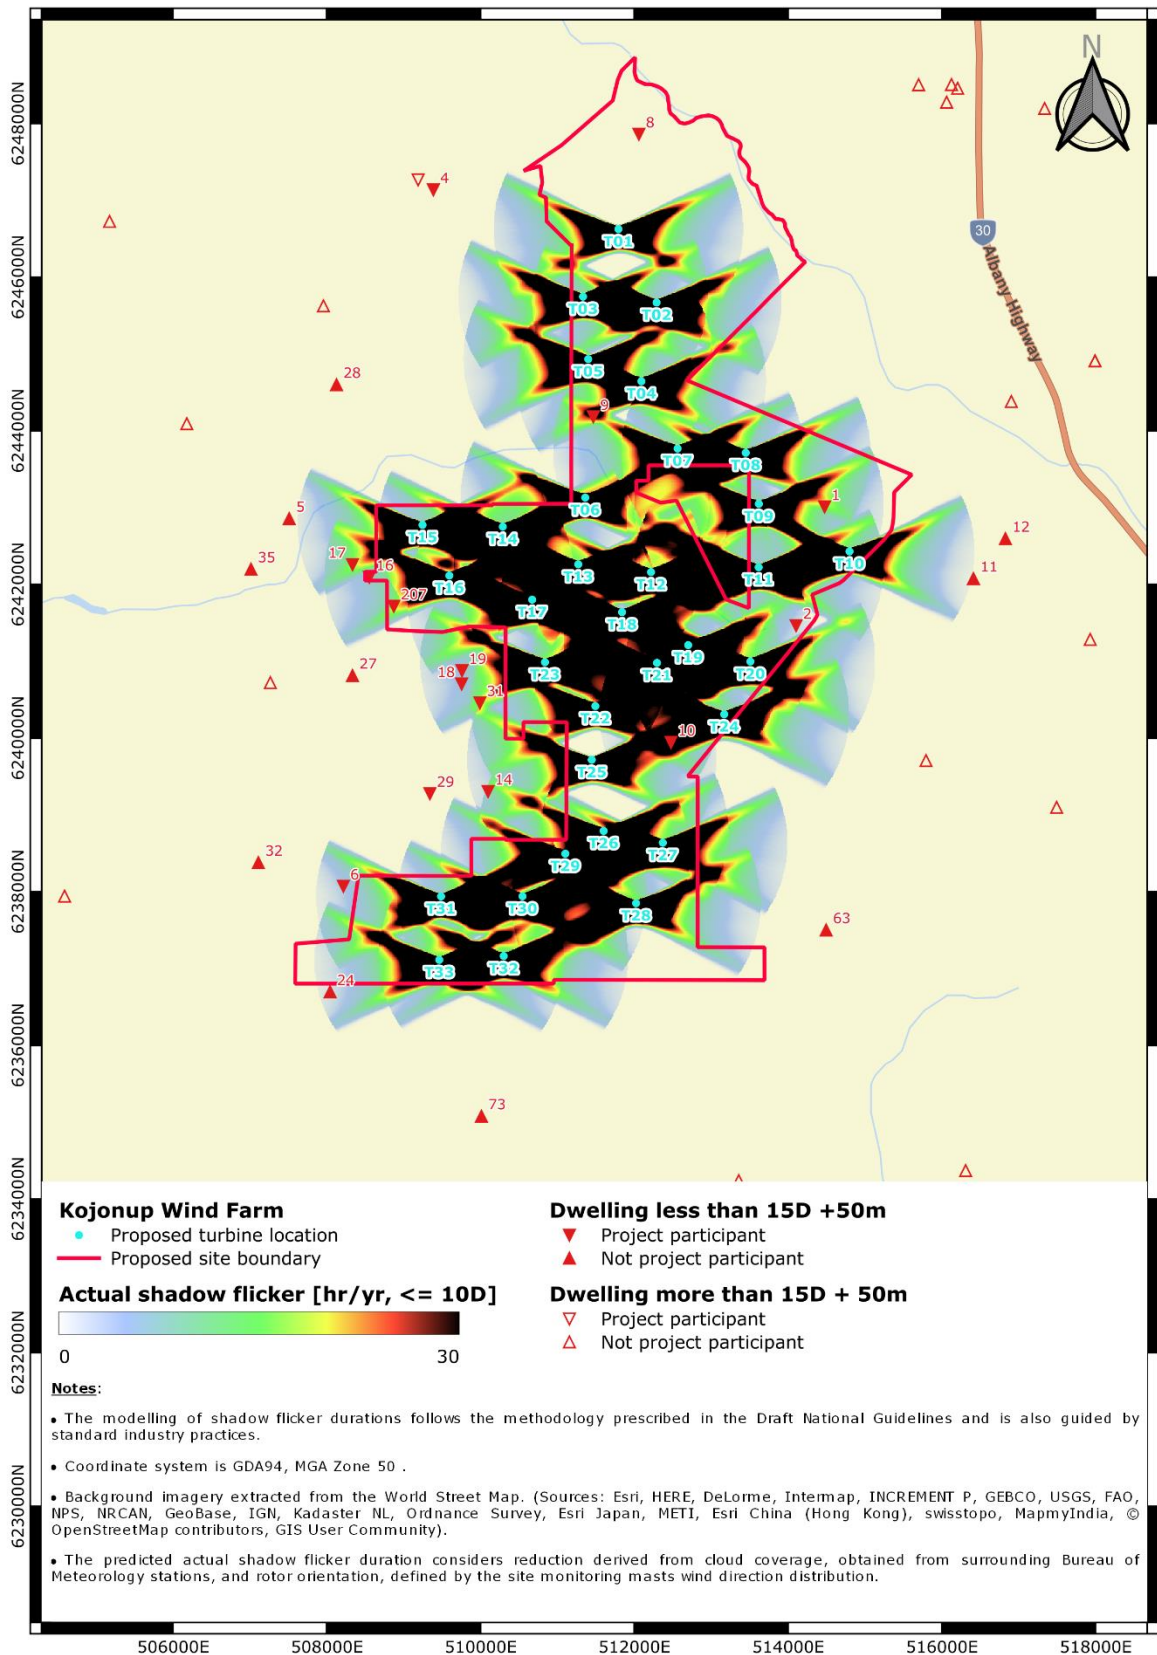 N
8
4
6248000N
30
Albany Highway
T01
6246000N
T03
T02
T05
T04
28
9
6244000N
T07
T08
5
1
T06
T09
12
T15
T14
17
35
16
T10
11
T13
T12
T11
T16
6242000N
207
T17
T18
2
T19
27
19
18
T23
T21
T20
31
T22
T24
10
6240000N
T25
29
14
T26
T27
32
T29
6
6238000N
T31
T30
T28
63
T33
T32
24
6236000N
73
6234000N
Kojonup Wind Farm
Proposed turbine location
Proposed site boundary
Actual shadow flicker [hr/yr, <= 10D]
0 30
Dwelling less than 15D +50m
Project participant
Not project participant
Dwelling more than 15D + 50m
Project participant
Not project participant
6232000N
Notes:
• The modelling of shadow flicker durations follows the methodology prescribed in the Draft National Guidelines and is also guided by
standard industry practices.
• Coordinate system is GDA94, MGA Zone 50 .
6230000N
• Background imagery extracted from the World Street Map. (Sources: Esri, HERE, DeLorme, Intermap, INCREMENT P, GEBCO, USGS, FAO,
NPS, NRCAN, GeoBase, IGN, Kadaster NL, Ordnance Survey, Esri Japan, METI, Esri China (Hong Kong), swisstopo, MapmyIndia, ©
OpenStreetMap contributors, GIS User Community).
• The predicted actual shadow flicker duration considers reduction derived from cloud coverage, obtained from surrounding Bureau of
Meteorology stations, and rotor orientation, defined by the site monitoring masts wind direction distribution.
506000E 508000E 510000E 512000E 514000E 516000E 518000E